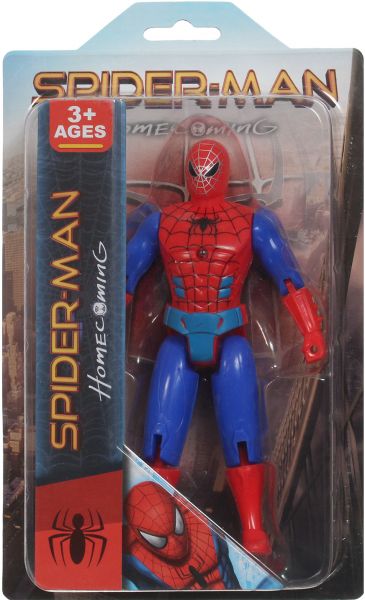 SPIDER-MAN
HOMECOMING
3+
AGES
SPIDER-MAN
HOMECOMING